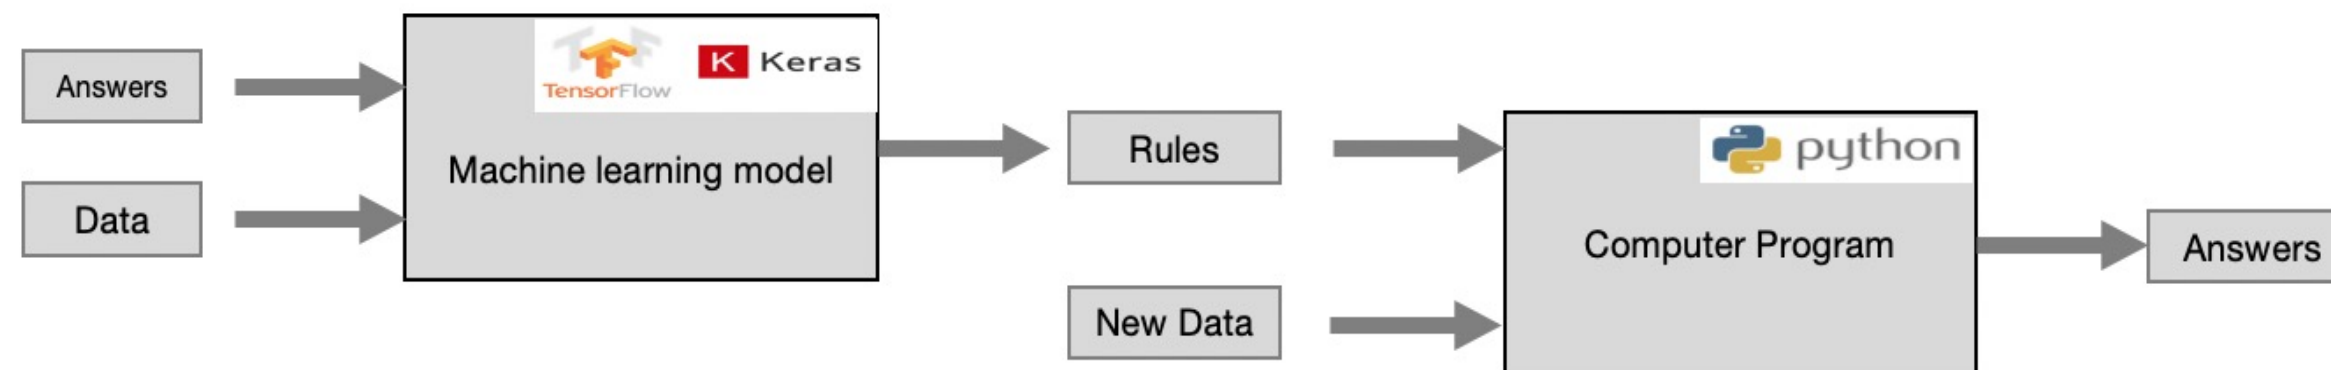 Answers
Data
TensorFlow
K Keras
Machine learning model
Rules
New Data
python
Computer Program
Answers